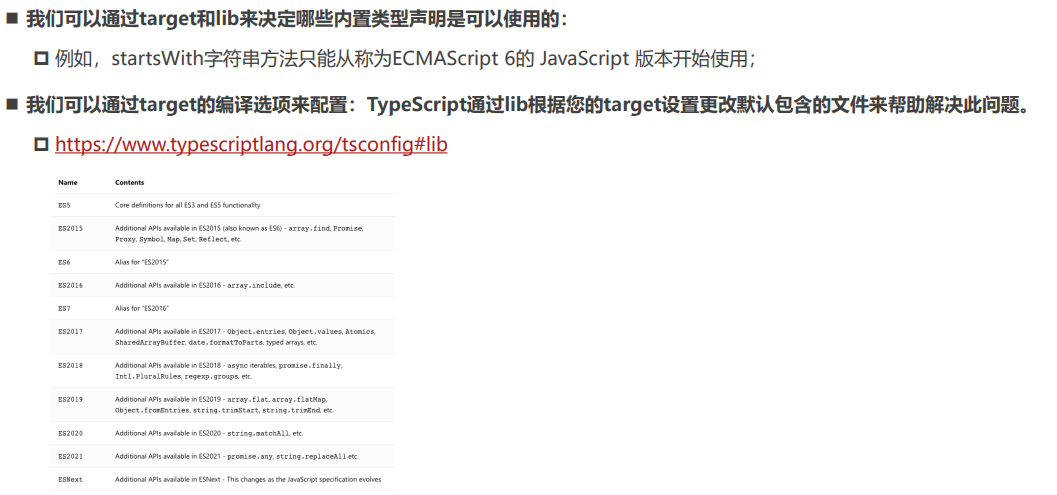 我们可以通过target和lib来决定哪些内置类型声明是可以使用的：
例如，startsWith字符串方法只能从称为ECMAScript 6的 JavaScript 版本开始使用；
我们可以通过target的编译选项来配置：TypeScript通过lib根据您的target设置更改默认包含的文件来帮助解决此问题。
https://www.typescriptlang.org/tsconfig#lib
Name Contents
ES5 Core definitions for all ES3 and ES5 functionality
ES2015 Additional APIs available in ES2015 (also known as ES6) - array.find, Promise,
Proxy, Symbol, Map, Set, Reflect, etc.
ES6 Alias for "ES2015"
ES2016 Additional APIs available in ES2016 - array.include, etc.
ES7 Alias for "ES2016"
ES2017 Additional APIs available in ES2017 - Object.entries, Object.values, Atomics,
SharedArrayBuffer, date.formatToParts, typed arrays, etc.
ES2018 Additional APIs available in ES2018 - async iterables, promise.finally,
Intl.PluralRules, regexp.groups, etc.
ES2019 Additional APIs available in ES2019 - array.flat, array.flatMap,
Object.fromEntries, string.trimStart, string.trimEnd, etc.
ES2020 Additional APIs available in ES2020 - string.matchAll, etc.
ES2021 Additional APIs available in ES2021 - promise.any, string.replaceAll etc.
ESNext Additional APIs available in ESNext - This changes as the JavaScript specification evolves